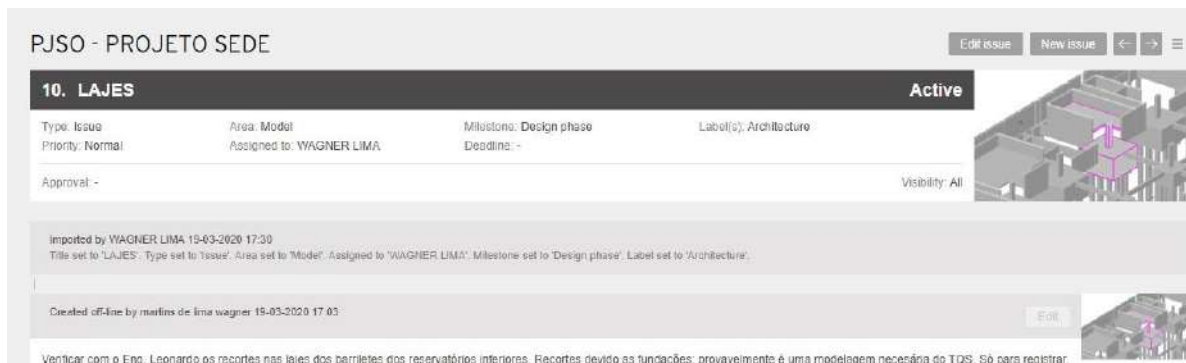 PJSO - PROJETO SEDE
Edit issue New issue
10. LAJES Active
Type: Issue Area: Model Milestone: Design phase Label(s): Architecture
Priority: Normal Assigned to: WAGNER LIMA Deadline: -
Approval: - Visibility: All
Imported by WAGNER LIMA 19-03-2020 17:30
Title set to 'LAJES'. Type set to 'Issue'. Area set to 'Model'. Assigned to 'WAGNER LIMA'. Milestone set to 'Design phase'. Label set to 'Architecture'.
Created off-line by martins de lima wagner 19-03-2020 17:03
Edit
Verificar com o Eng. Leonardo os recortes nas lajes dos barriletes dos reservatórios inferiores. Recortes devido as fundações; provavelmente é uma modelagem necesária do TQS. Só para registrar